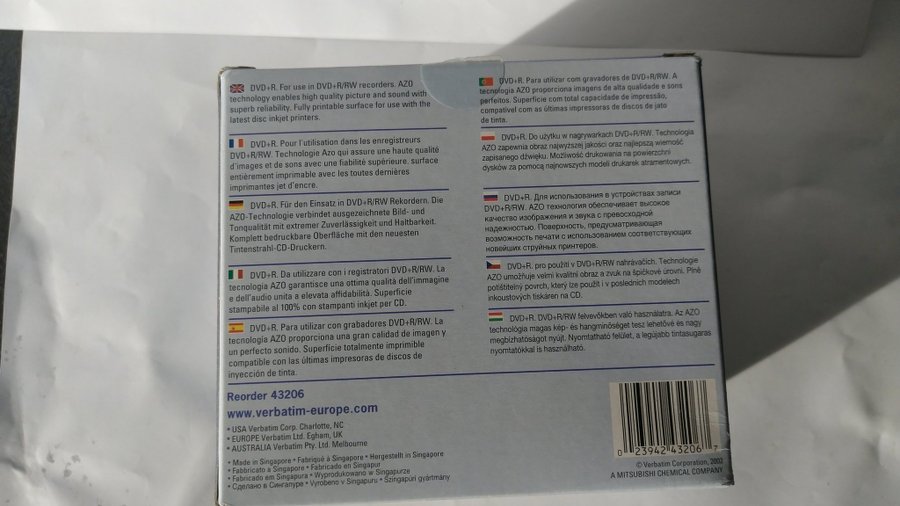 DVD+R. For use in DVD+R/RW recorders. AZO
technology enables high quality picture and sound with
superb reliability. Fully printable surface for use with the
latest disc inkjet printers.
DVD+R. Pour l'utilisation dans les enregistreurs
DVD+R/RW. Technologie Azo qui assure une haute qualité
d'images et de sons avec une fiabilité supérieure. surface
entièrement imprimable avec les toutes dernières
imprimantes jet d'encre.
DVD+R. Für den Einsatz in DVD+R/RW Rekordern. Die
AZO-Technologie verbindet ausgezeichnete Bild- und
Tonqualität mit extremer Zuverlässigkeit und Haltbarkeit.
Komplett bedruckbare Oberfläche mit den neuesten
Tintenstrahl-CD-Druckern.
DVD+R. Da utilizzare con i registratori DVD+R/RW. La
tecnologia AZO garantisce una ottima qualità dell'immagine
e dell'audio unita a elevata affidabilità. Superficie
stampabile al 100% con stampanti inkjet per CD.
DVD+R. Para utilizar con grabadores DVD+R/RW. La
tecnología AZO proporciona una gran calidad de imagen y
un perfecto sonido. Superficie totalmente imprimible
compatible con las últimas impresoras de discos de
inyección de tinta.
DVD+R. Para utilizar com gravadores de DVD+R/RW. A
tecnologia AZO proporciona imagens de alta qualidade e sons
perfeitos. Superfície com total capacidade de impressão,
compatível com as últimas impressoras de discos de jato
de tinta.
DVD+R. Do użytku w nagrywarkach DVD+R/RW. Technologia
AZO zapewnia obraz najwyższej jakości oraz najlepszą wierność
zapisanego dźwięku. Możliwość drukowania na powierzchni
dysków za pomocą najnowszych modeli drukarek atramentowych.
DVD+R. Для использования в устройствах записи
DVD+R/RW. AZO технология обеспечивает высокое
качество изображения и звука с превосходной
надежностью. Поверхность, предусматривающая
возможность печати с использованием соответствующих
новейших струйных принтеров.
DVD+R. pro použití v DVD+R/RW nahrávačích. Technologie
AZO umožňuje velmi kvalitní obraz a zvuk na špičkové úrovni. Plně
potištitelný povrch, který lze použít i v posledních modelech
inkoustových tiskáren na CD.
DVD+R. DVD+R/RW felvevőkben való használatra. Az AZO
technológia magas kép- és hangminőséget tesz lehetővé és nagy
megbízhatóságot nyújt. Nyomtatható felület, a legújabb tintasugaras
nyomtatókkal is használható.
Reorder 43206
www.verbatim-europe.com
• USA Verbatim Corp. Charlotte, NC
• EUROPE Verbatim Ltd. Egham, UK
• AUSTRALIA Verbatim Pty. Ltd. Melbourne
• Made in Singapore • Fabriqué à Singapore • Hergestellt in Singapore
• Fabbricato a Singapore • Fabricado en Singapur
• Fabricado em Singapura • Wyprodukowano w Singapurze
• Сделано в Сингапуре • Vyrobeno v Singapuru • Szingapúri gyártmány
0 23942 43206 7
© Verbatim Corporation, 2002
A MITSUBISHI CHEMICAL COMPANY